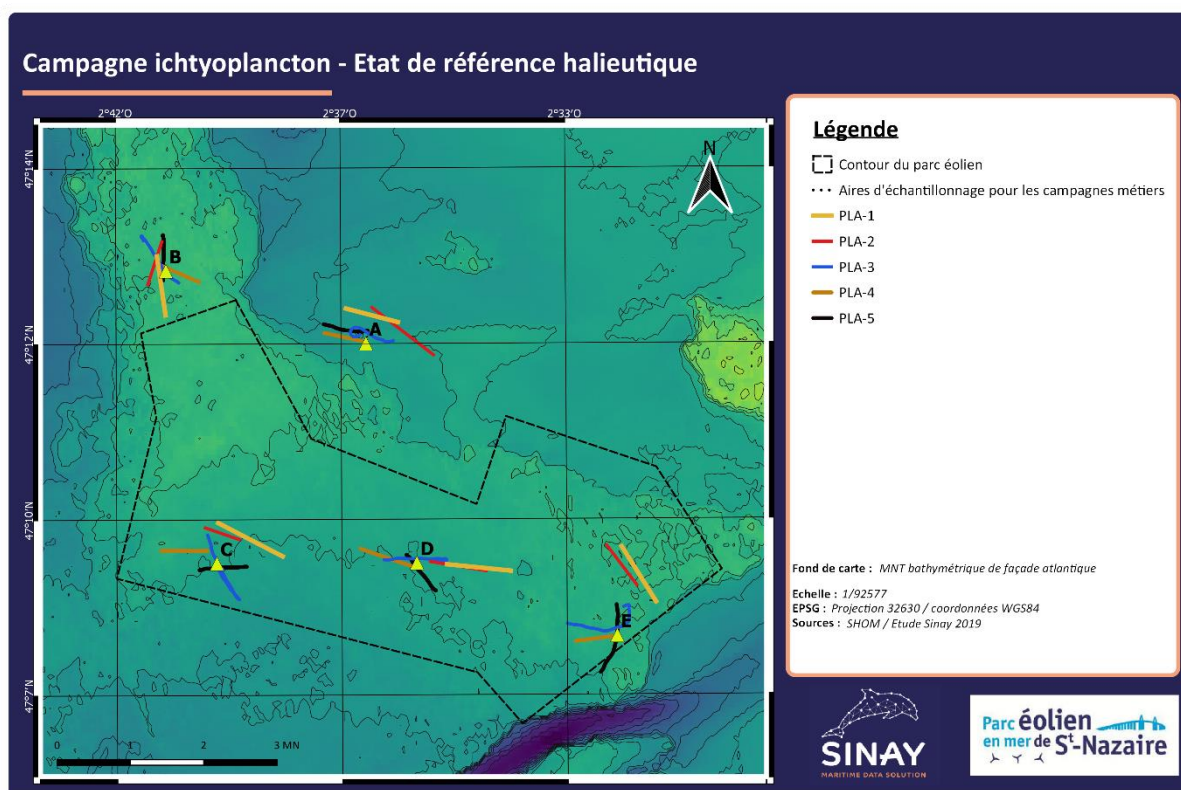 Campagne ichtyoplancton - Etat de référence halieutique
2°42'O
2°37'O
2°33'O
47°14'N
47°12'N
47°10'N
47°7'N
N
B
A
C
D
E
0
1
2
3 MN
Légende
Contour du parc éolien
Aires d'échantillonnage pour les campagnes métiers
PLA-1
PLA-2
PLA-3
PLA-4
PLA-5
Fond de carte : MNT bathymétrique de façade atlantique
Echelle : 1/92577
EPSG : Projection 32630 / coordonnées WGS84
Sources : SHOM / Etude Sinay 2019
SINAY
MARITIME DATA SOLUTION
Parc éolien
en mer de St-Nazaire